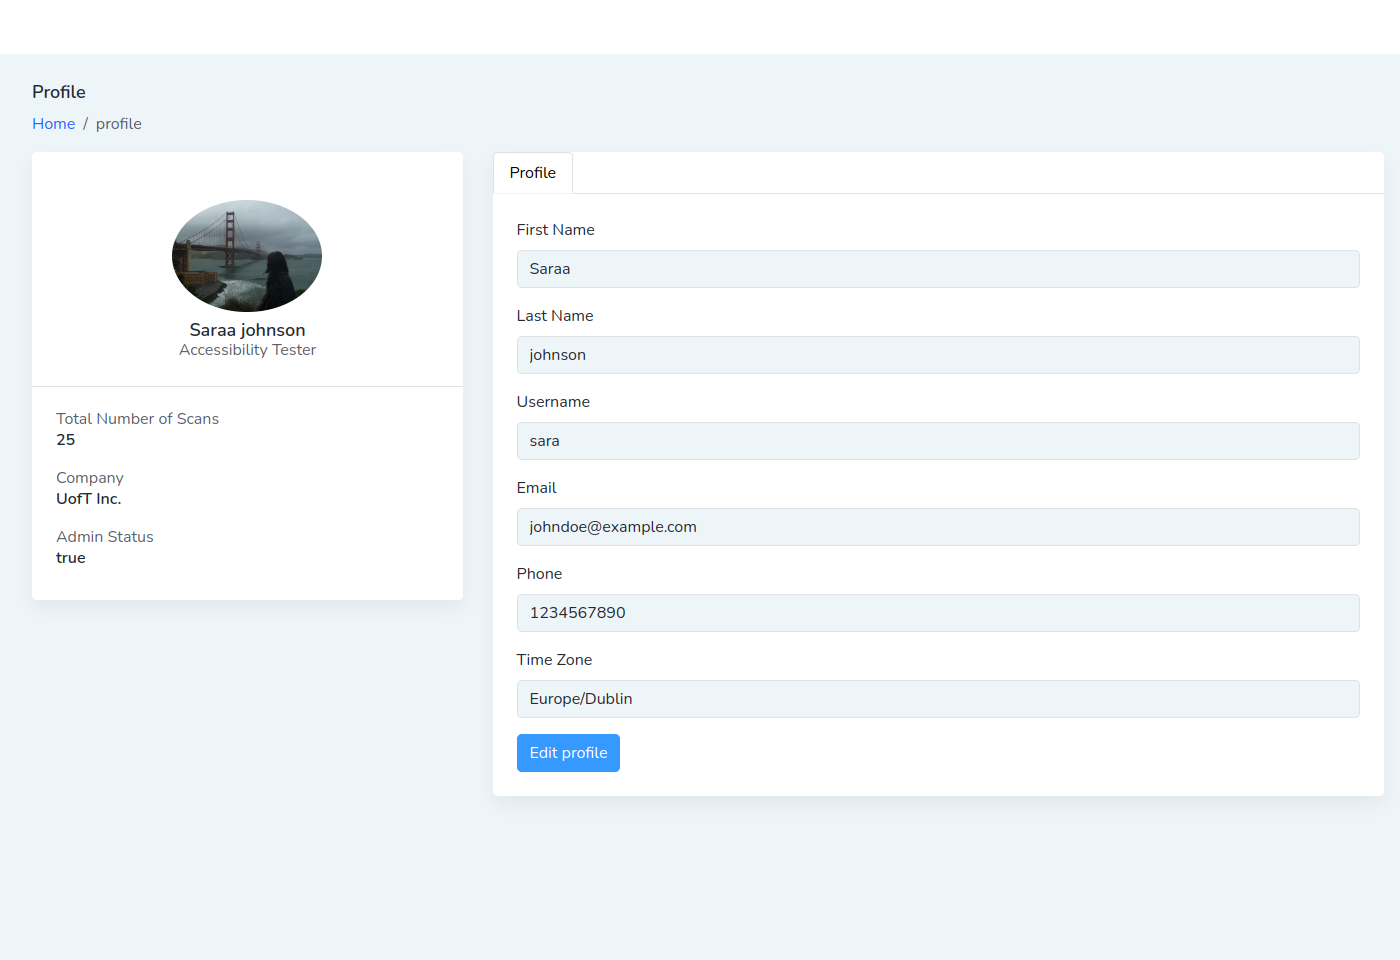 Profile
Home / profile
Saraa johnson
Accessibility Tester
Total Number of Scans
25
Company
UofT Inc.
Admin Status
true
Profile
First Name
Saraa
Last Name
johnson
Username
sara
Email
johndoe@example.com
Phone
1234567890
Time Zone
Europe/Dublin
Edit profile